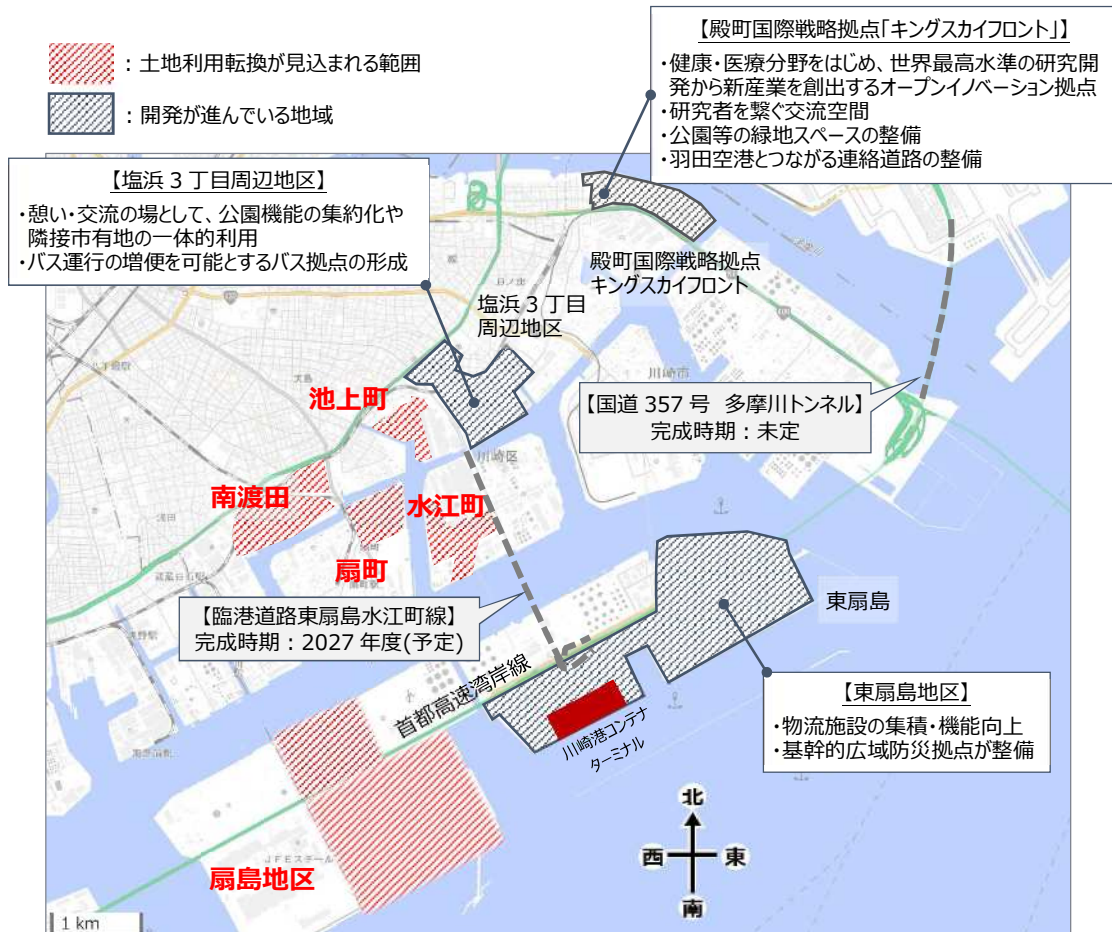 ：土地利用転換が見込まれる範囲
：開発が進んでいる地域
【殿町国際戦略拠点「キングスカイフロント」】
・健康・医療分野をはじめ、世界最高水準の研究開
発から新産業を創出するオープンイノベーション拠点
・研究者を繋ぐ交流空間
・公園等の緑地スペースの整備
・羽田空港とつながる連絡道路の整備
【塩浜３丁目周辺地区】
・憩い・交流の場として、公園機能の集約化や
隣接市有地の一体的利用
・バス運行の増便を可能とするバス拠点の形成
殿町国際戦略拠点
キングスカイフロント
塩浜３丁目
周辺地区
多摩川
川崎市
【国道 357 号 多摩川トンネル】
完成時期：未定
池上町
川崎区
南渡田
水江町
扇町
【臨港道路東扇島水江町線】
完成時期：2027 年度(予定)
東扇島
首都高速湾岸線
川崎港コンテナ
ターミナル
【東扇島地区】
・物流施設の集積・機能向上
・基幹的広域防災拠点が整備
ＪＦＥスチール
扇島地区
北
西 東
南
1 km